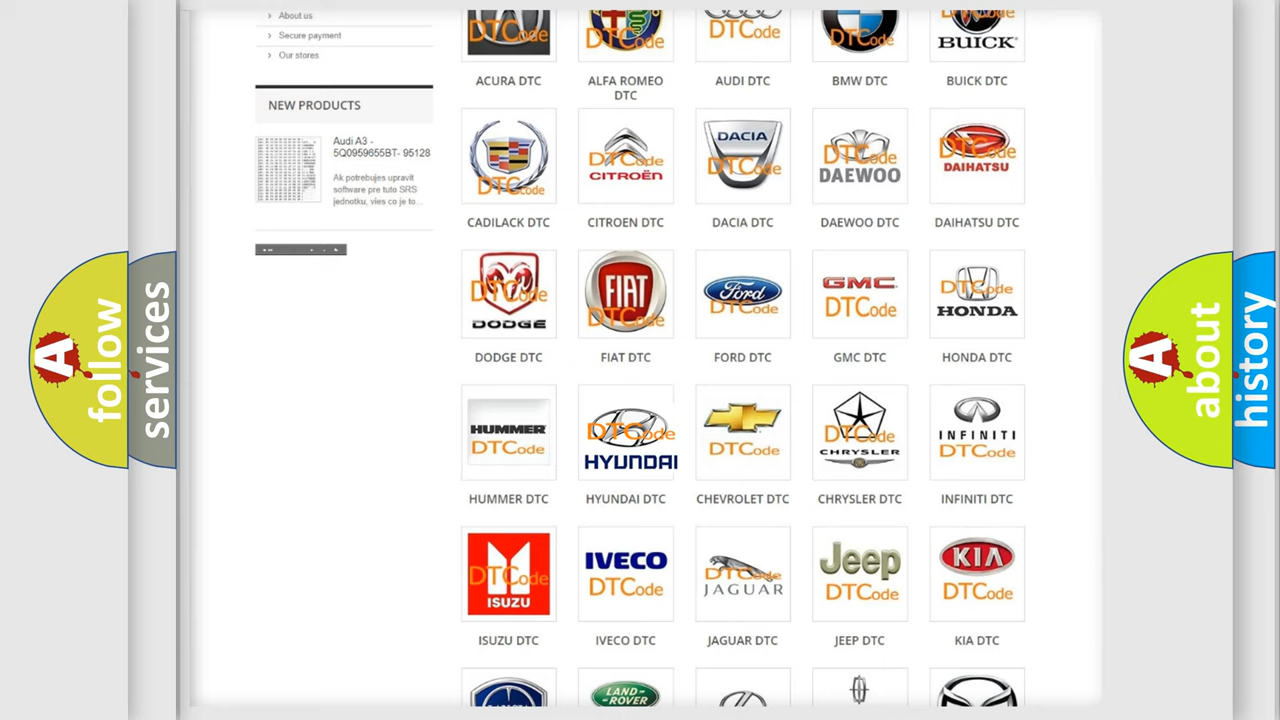 About us
Secure payment
Our stores
NEW PRODUCTS
Audi A3 -
5Q0959655BT- 95128
Ak potrebujes upravit
software pre tuto SRS
jednotku, vies co je to...
DTCode
DTCode
DTCode
DTCode
BUICK
ACURA DTC
ALFA ROMEO
DTC
AUDI DTC
BMW DTC
BUICK DTC
DTCode
DTCode
CITROËN
DACIA
DTCode
DTCode
DAEWOO
DTCode
DAIHATSU
CADILACK DTC
CITROEN DTC
DACIA DTC
DAEWOO DTC
DAIHATSU DTC
DTCode
DODGE
FIAT
DTCode
Ford
DTCode
GMC
DTCode
DTCode
HONDA
DODGE DTC
FIAT DTC
FORD DTC
GMC DTC
HONDA DTC
HUMMER
DTCode
DTCode
HYUNDAI
DTCode
DTCode
CHRYSLER
INFINITI
DTCode
HUMMER DTC
HYUNDAI DTC
CHEVROLET DTC
CHRYSLER DTC
INFINITI DTC
DTCode
ISUZU
IVECO
DTCode
DTCode
JAGUAR
Jeep
DTCode
KIA
DTCode
ISUZU DTC
IVECO DTC
JAGUAR DTC
JEEP DTC
KIA DTC
LAND-
ROVER
A
follow
services
A
about
history